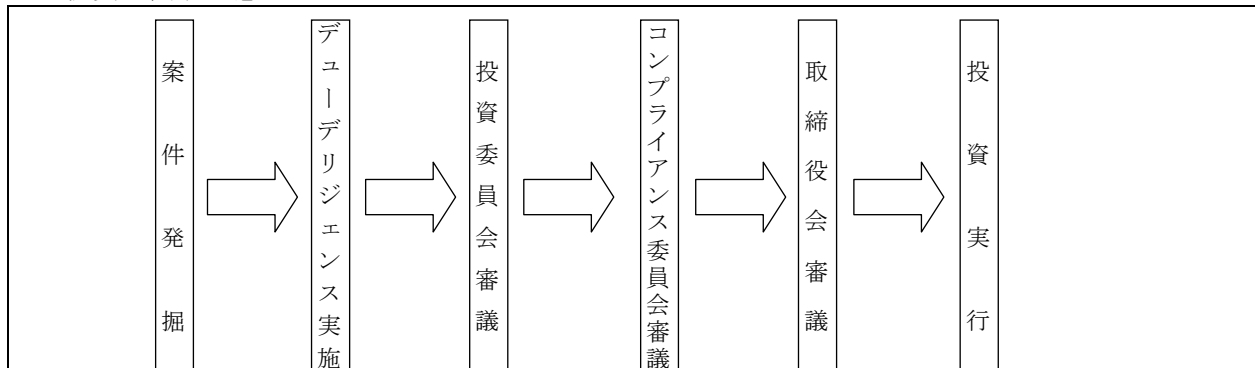 案件発掘
デューデリジェンス実施
投資委員会審議
コンプライアンス委員会審議
取締役会審議
投資実行